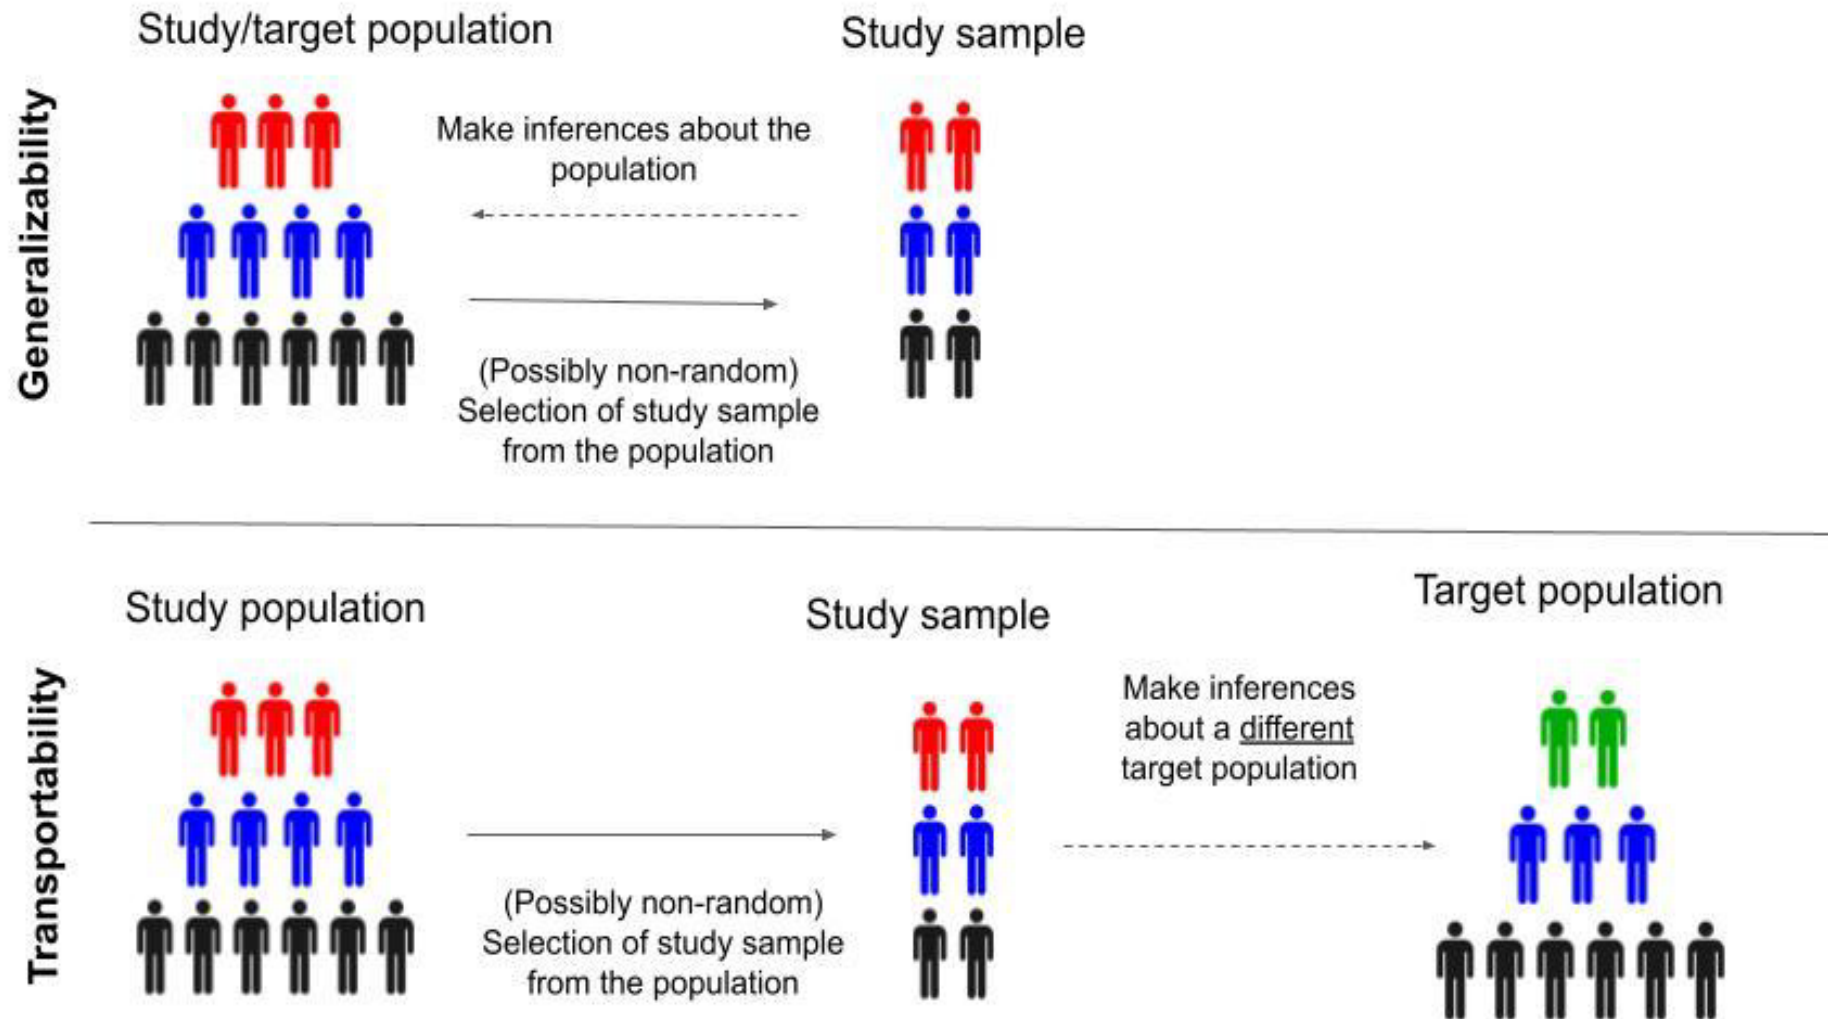 Generalizability
Study/target population
Study sample
Make inferences about the
population
(Possibly non-random)
Selection of study sample
from the population
Transportability
Study population
Study sample
Target population
(Possibly non-random)
Selection of study sample
from the population
Make inferences
about a different
target population